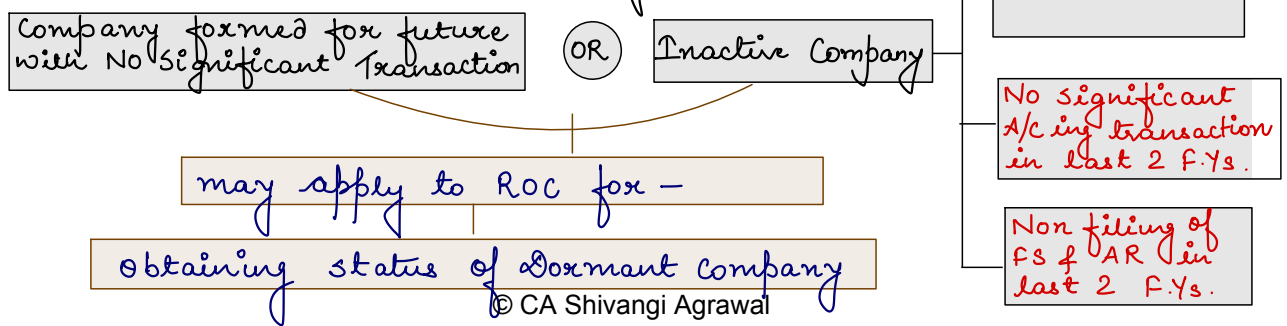 Company formed for future
with No Significant Transaction
OR
Inactive Company
No significant
A/cing transaction
in last 2 F.Ys.
may apply to ROC for –
obtaining status of Dormant Company
Non filing of
FS & AR in
last 2 F.Ys.
© CA Shivangi Agrawal